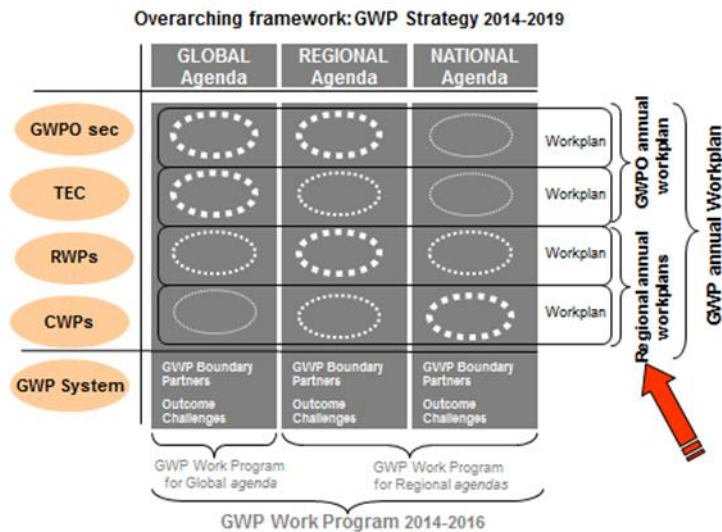 Overarching framework: GWP Strategy 2014-2019
GLOBAL
Agenda
REGIONAL
Agenda
NATIONAL
Agenda
GWPO sec
Workplan
TEC
Workplan
GWPO annual
workplan
RWPs
Workplan
CWPs
Workplan
Regional annual
workplans
GWP annual Workplan
GWP System
GWP Boundary
Partners
Outcome
Challenges
GWP Boundary
Partners
Outcome
Challenges
GWP Boundary
Partners
Outcome
Challenges
GWP Work Program
for Global agenda
GWP Work Program
for Regional agendas
GWP Work Program 2014-2016